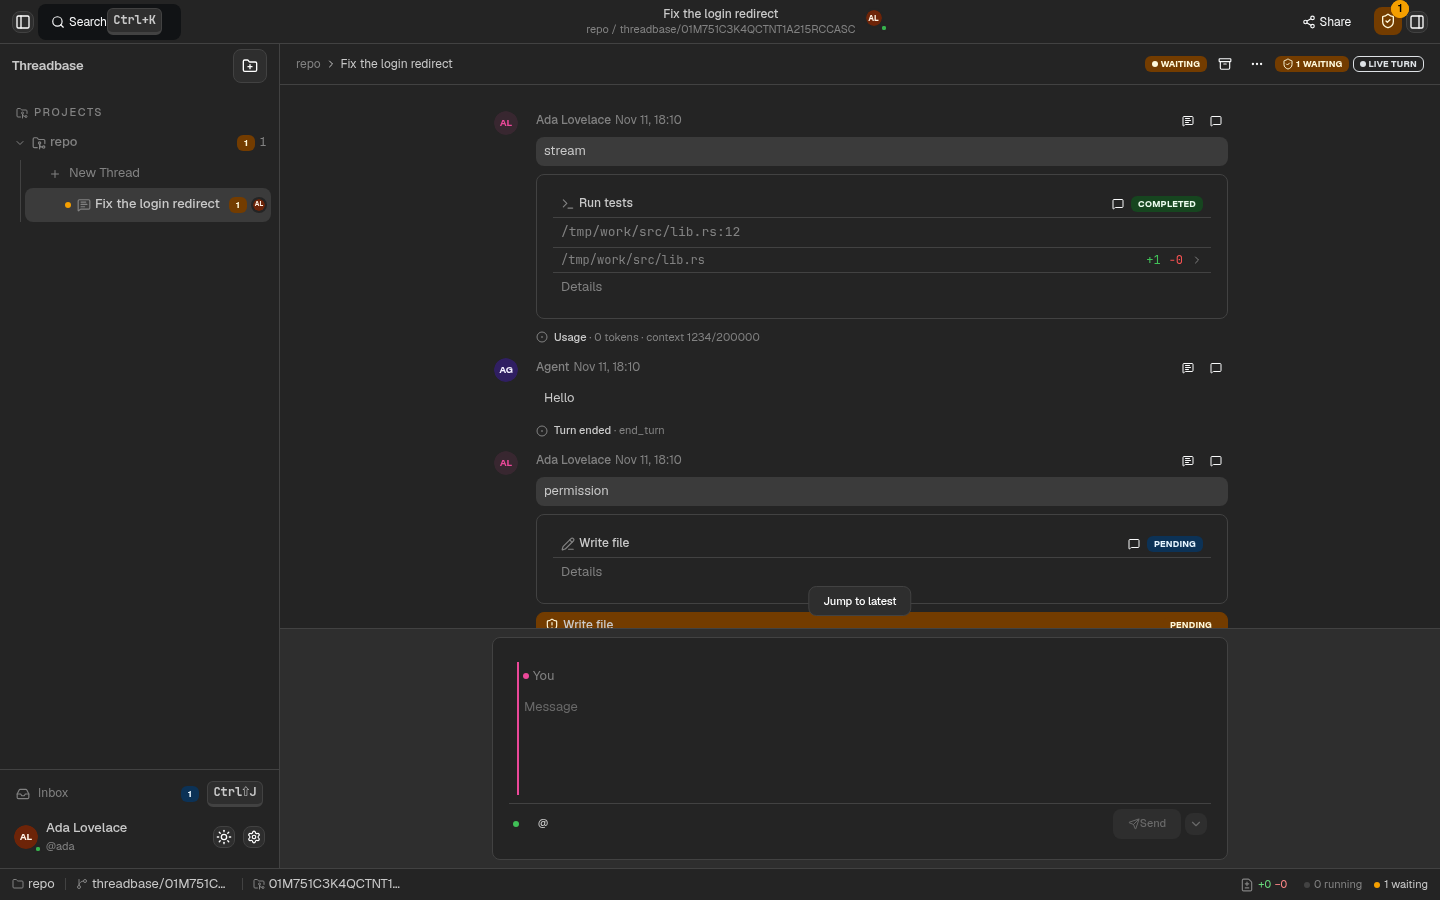 Search Ctrl+K
Fix the login redirect
repo / threadbase/01M751C3K4QCTNT1A215RCCASC
AL
Share
1
Threadbase
repo > Fix the login redirect
WAITING
1 WAITING
LIVE TURN
PROJECTS
repo 1 1
New Thread
Fix the login redirect 1 AL
AL Ada Lovelace Nov 11, 18:10
stream
Run tests COMPLETED
/tmp/work/src/lib.rs:12
/tmp/work/src/lib.rs +1 -0
Details
Usage · 0 tokens · context 1234/200000
AG Agent Nov 11, 18:10
Hello
Turn ended · end_turn
AL Ada Lovelace Nov 11, 18:10
permission
Write file PENDING
Details
Jump to latest
Write file PENDING
You
Message
@ Send
Inbox 1 Ctrl⇧J
AL Ada Lovelace
@ada
repo
threadbase/01M751C...
01M751C3K4QCTNT1...
+0 −0
0 running
1 waiting